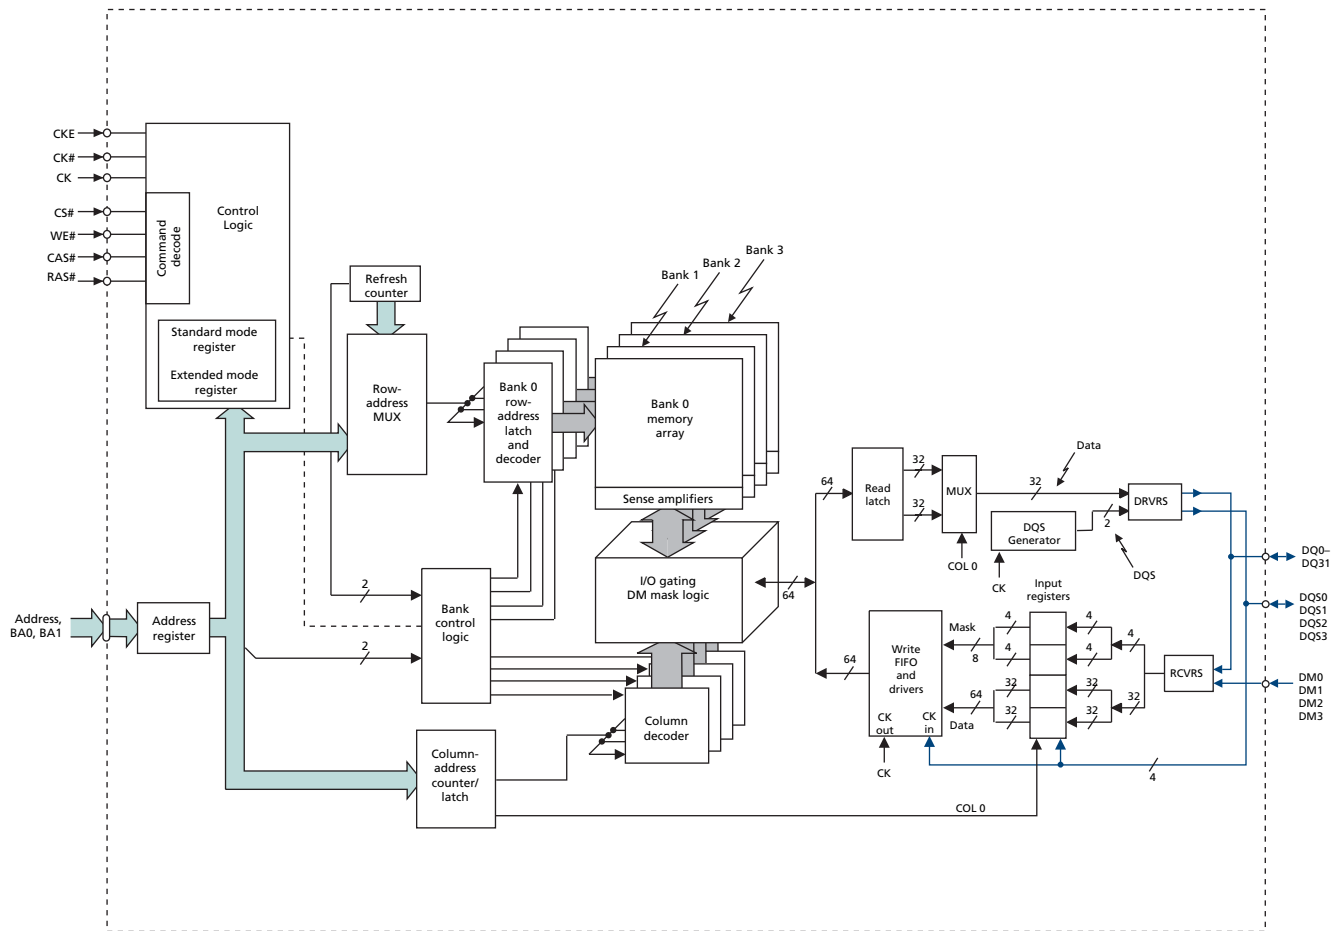 CKE
CK#
CK
CS#
WE#
CAS#
RAS#
Command
decode
Control
Logic
Standard mode
register
Extended mode
register
Refresh
counter
Row-
address
MUX
Bank 0
row-
address
latch
and
decoder
Bank 1
Bank 2
Bank 3
Bank 0
memory
array
Sense amplifiers
I/O gating
DM mask logic
2
2
Bank
control
logic
Address,
BA0, BA1
Address
register
Column-
address
counter/
latch
Column
decoder
64
64
64
Read
latch
32
32
MUX
COL 0
32
Data
DQS
Generator
CK
2
DQS
DRVRS
DQ0–
DQ31
DQS0
DQS1
DQS2
DQS3
DM0
DM1
DM2
DM3
RCVRS
Input
registers
Write
FIFO
and
drivers
CK
out
CK
in
CK
Mask
8
4
4
4
4
4
64
Data
32
32
32
32
32
4
COL 0